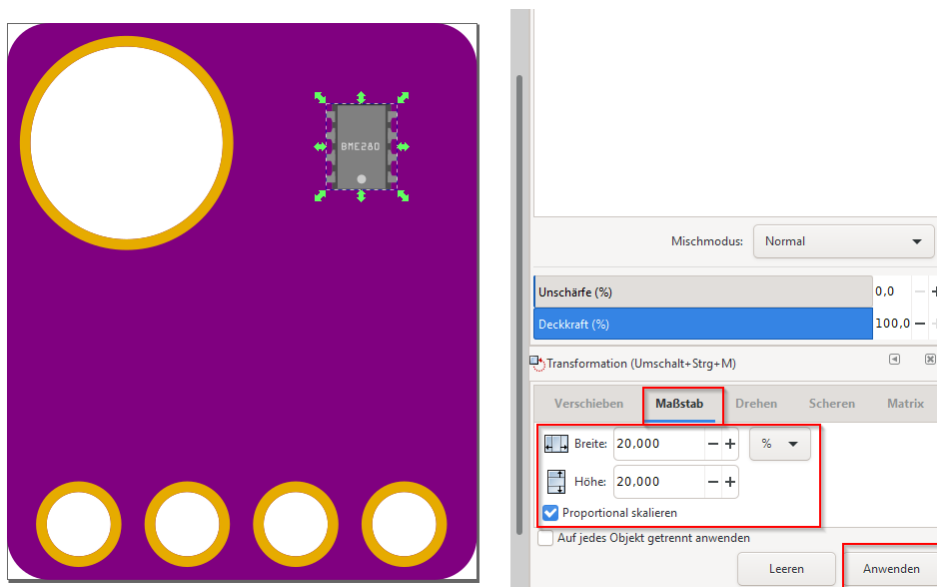 BME280
Mischmodus: Normal
Unschärfe (%) 0,0
Deckkraft (%) 100,0
Transformation (Umschalt+Strg+M)
Verschieben Maßstab Drehen Scheren Matrix
Breite: 20,000 %
Höhe: 20,000
Proportional skalieren
Auf jedes Objekt getrennt anwenden
Leeren Anwenden